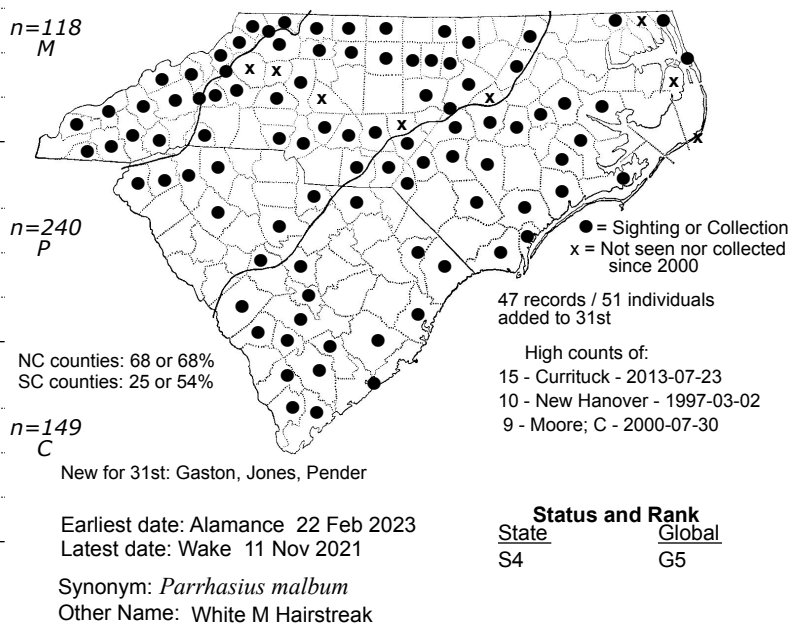 n=118
M
n=240
P
n=149
C
x
x
x
x
x
x
x
x
x
● = Sighting or Collection
x = Not seen nor collected
since 2000
47 records / 51 individuals
added to 31st
High counts of:
15 - Currituck - 2013-07-23
10 - New Hanover - 1997-03-02
9 - Moore; C - 2000-07-30
NC counties: 68 or 68%
SC counties: 25 or 54%
New for 31st: Gaston, Jones, Pender
Earliest date: Alamance 22 Feb 2023
Latest date: Wake 11 Nov 2021
Status and Rank
State Global
S4 G5
Synonym: Parrhasius malbum
Other Name: White M Hairstreak